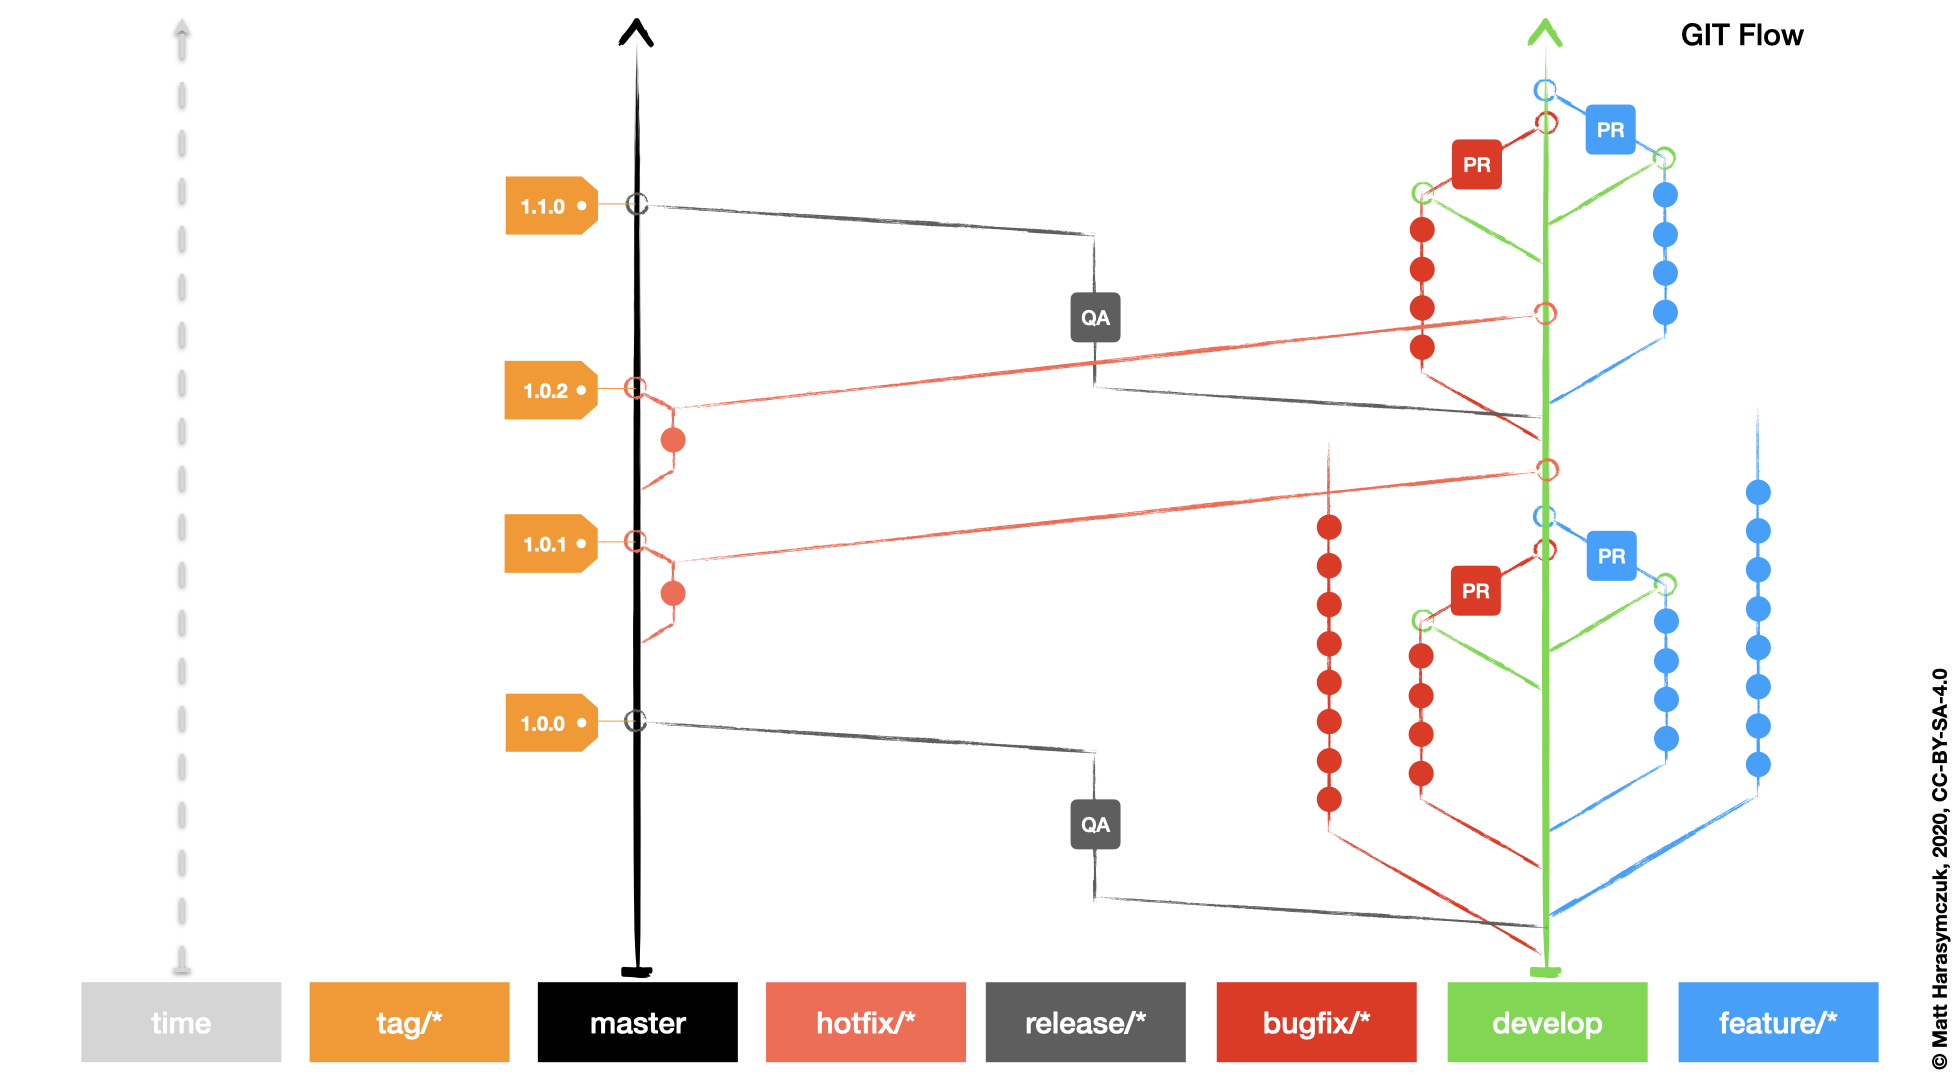 GIT Flow
PR
PR
1.1.0
QA
1.0.2
1.0.1
PR
PR
1.0.0
QA
time
tag/*
master
hotfix/*
release/*
bugfix/*
develop
feature/*
© Matt Harasymczuk, 2020, CC-BY-SA-4.0